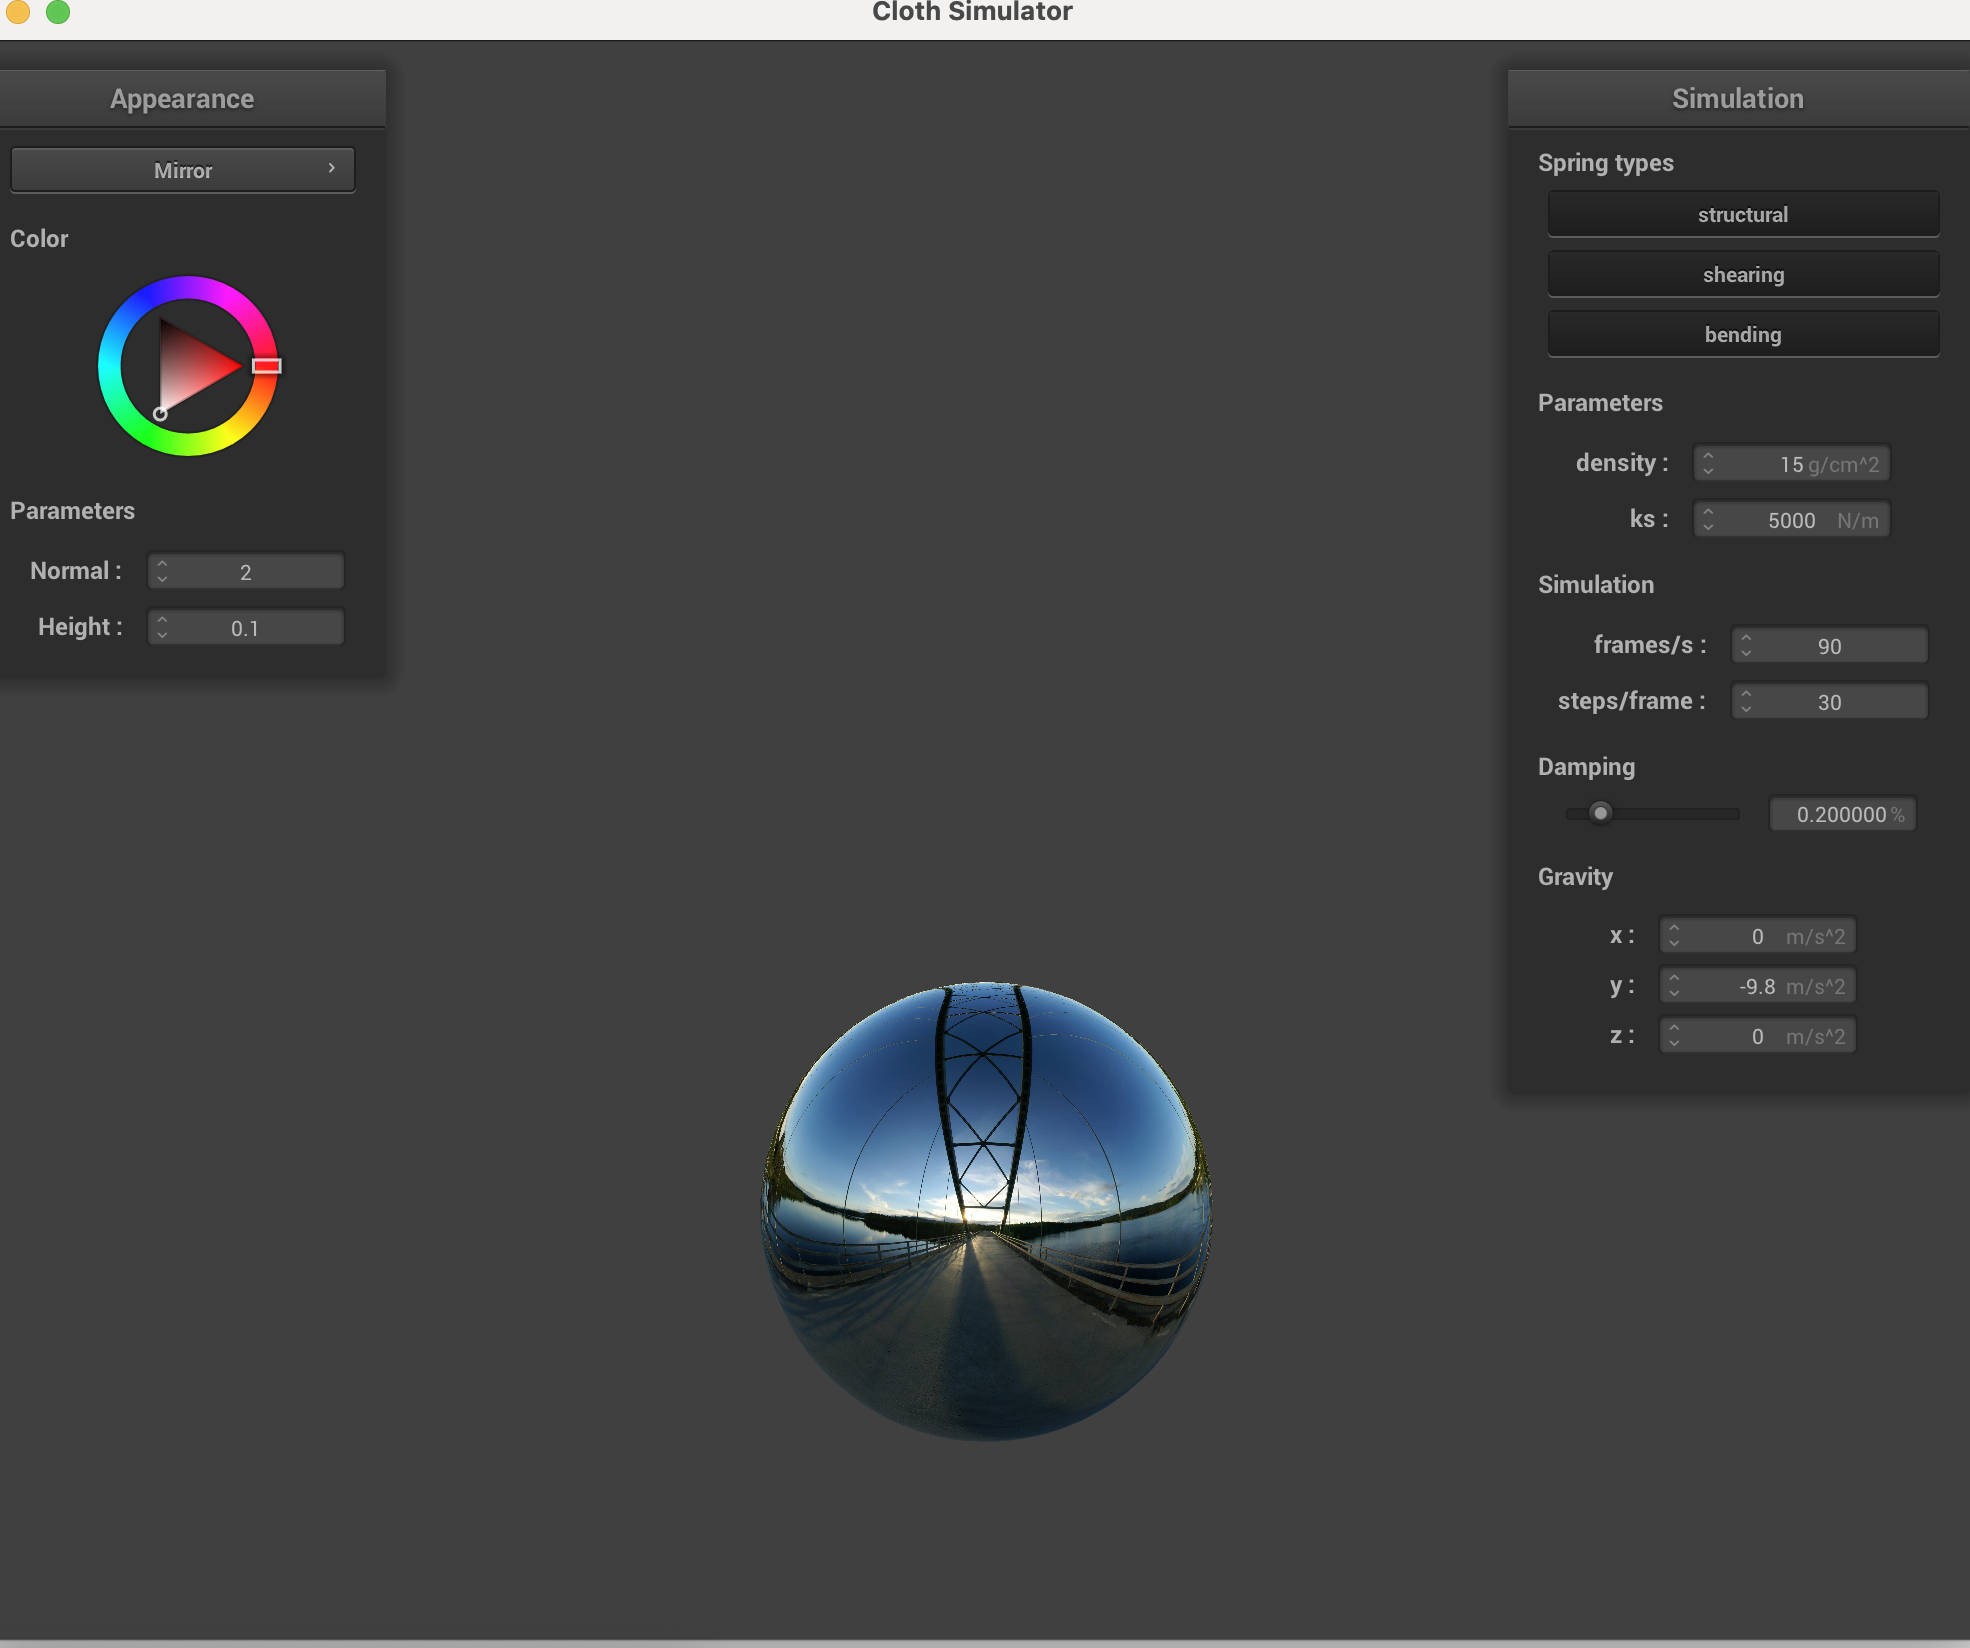 Cloth Simulator
Appearance
Mirror
Color
Parameters
Normal : 2
Height : 0.1
Simulation
Spring types
structural
shearing
bending
Parameters
density : 15 g/cm^2
ks : 5000 N/m
Simulation
frames/s : 90
steps/frame : 30
Damping
0.200000 %
Gravity
x : 0 m/s^2
y : -9.8 m/s^2
z : 0 m/s^2